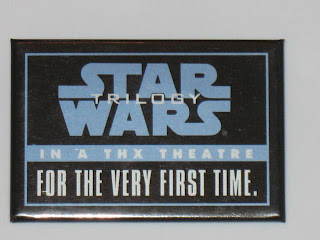 STAR
TRILOGY
WARS®
IN A THX THEATRE
FOR THE VERY FIRST TIME.